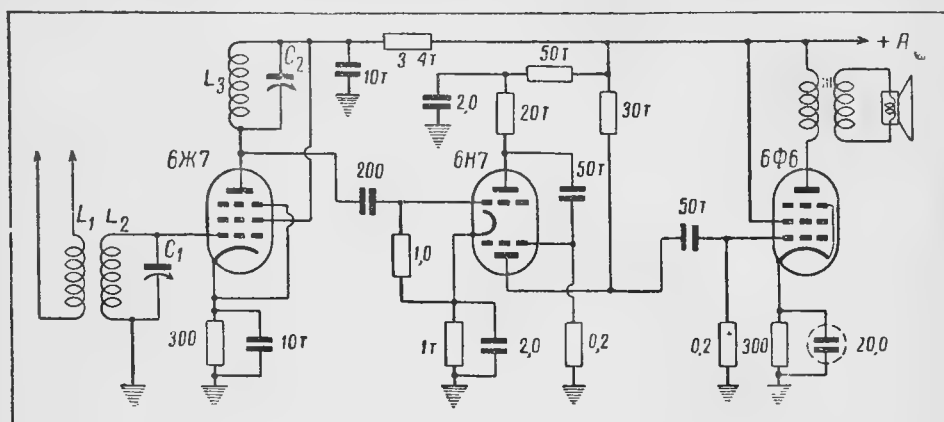 L₁
L₂
L₃
C₂
C₁
6Ж7
300
10т
10т
3 4т
200
1,0
2,0
50т
20т
6Н7
50т
30т
1т
2,0
0,2
50т
0,2
300
20,0
6Ф6
+ А